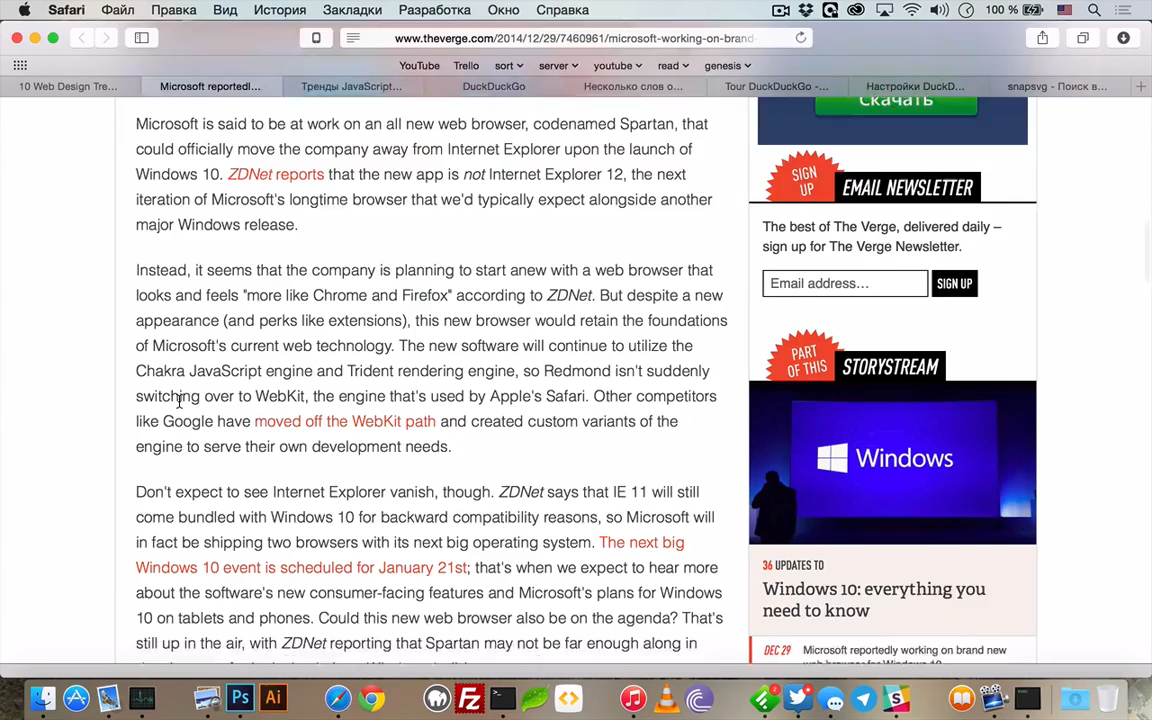 Safari Файл Правка Вид История Закладки Разработка Окно Справка 100 %
www.theverge.com/2014/12/29/7460961/microsoft-working-on-brand-
YouTube Trello sort server youtube read genesis
10 Web Design Tre... Microsoft reportedl... Тренды JavaScript... DuckDuckGo Несколько слов о... Tour DuckDuckGo -... Настройки DuckD... snapsvg - Поиск в...
Microsoft is said to be at work on an all new web browser, codenamed Spartan, that
could officially move the company away from Internet Explorer upon the launch of
Windows 10. ZDNet reports that the new app is not Internet Explorer 12, the next
iteration of Microsoft's longtime browser that we'd typically expect alongside another
major Windows release.
Instead, it seems that the company is planning to start anew with a web browser that
looks and feels "more like Chrome and Firefox" according to ZDNet. But despite a new
appearance (and perks like extensions), this new browser would retain the foundations
of Microsoft's current web technology. The new software will continue to utilize the
Chakra JavaScript engine and Trident rendering engine, so Redmond isn't suddenly
switching over to WebKit, the engine that's used by Apple's Safari. Other competitors
like Google have moved off the WebKit path and created custom variants of the
engine to serve their own development needs.
Don't expect to see Internet Explorer vanish, though. ZDNet says that IE 11 will still
come bundled with Windows 10 for backward compatibility reasons, so Microsoft will
in fact be shipping two browsers with its next big operating system. The next big
Windows 10 event is scheduled for January 21st; that's when we expect to hear more
about the software's new consumer-facing features and Microsoft's plans for Windows
10 on tablets and phones. Could this new web browser also be on the agenda? That's
still up in the air, with ZDNet reporting that Spartan may not be far enough along in
Скачать
SIGN
UP
EMAIL NEWSLETTER
The best of The Verge, delivered daily –
sign up for The Verge Newsletter.
Email address... SIGN UP
PART
OF THIS
STORYSTREAM
Windows
36 UPDATES TO
Windows 10: everything you
need to know
DEC 29 Microsoft reportedly working on brand new
Ps Ai Fz